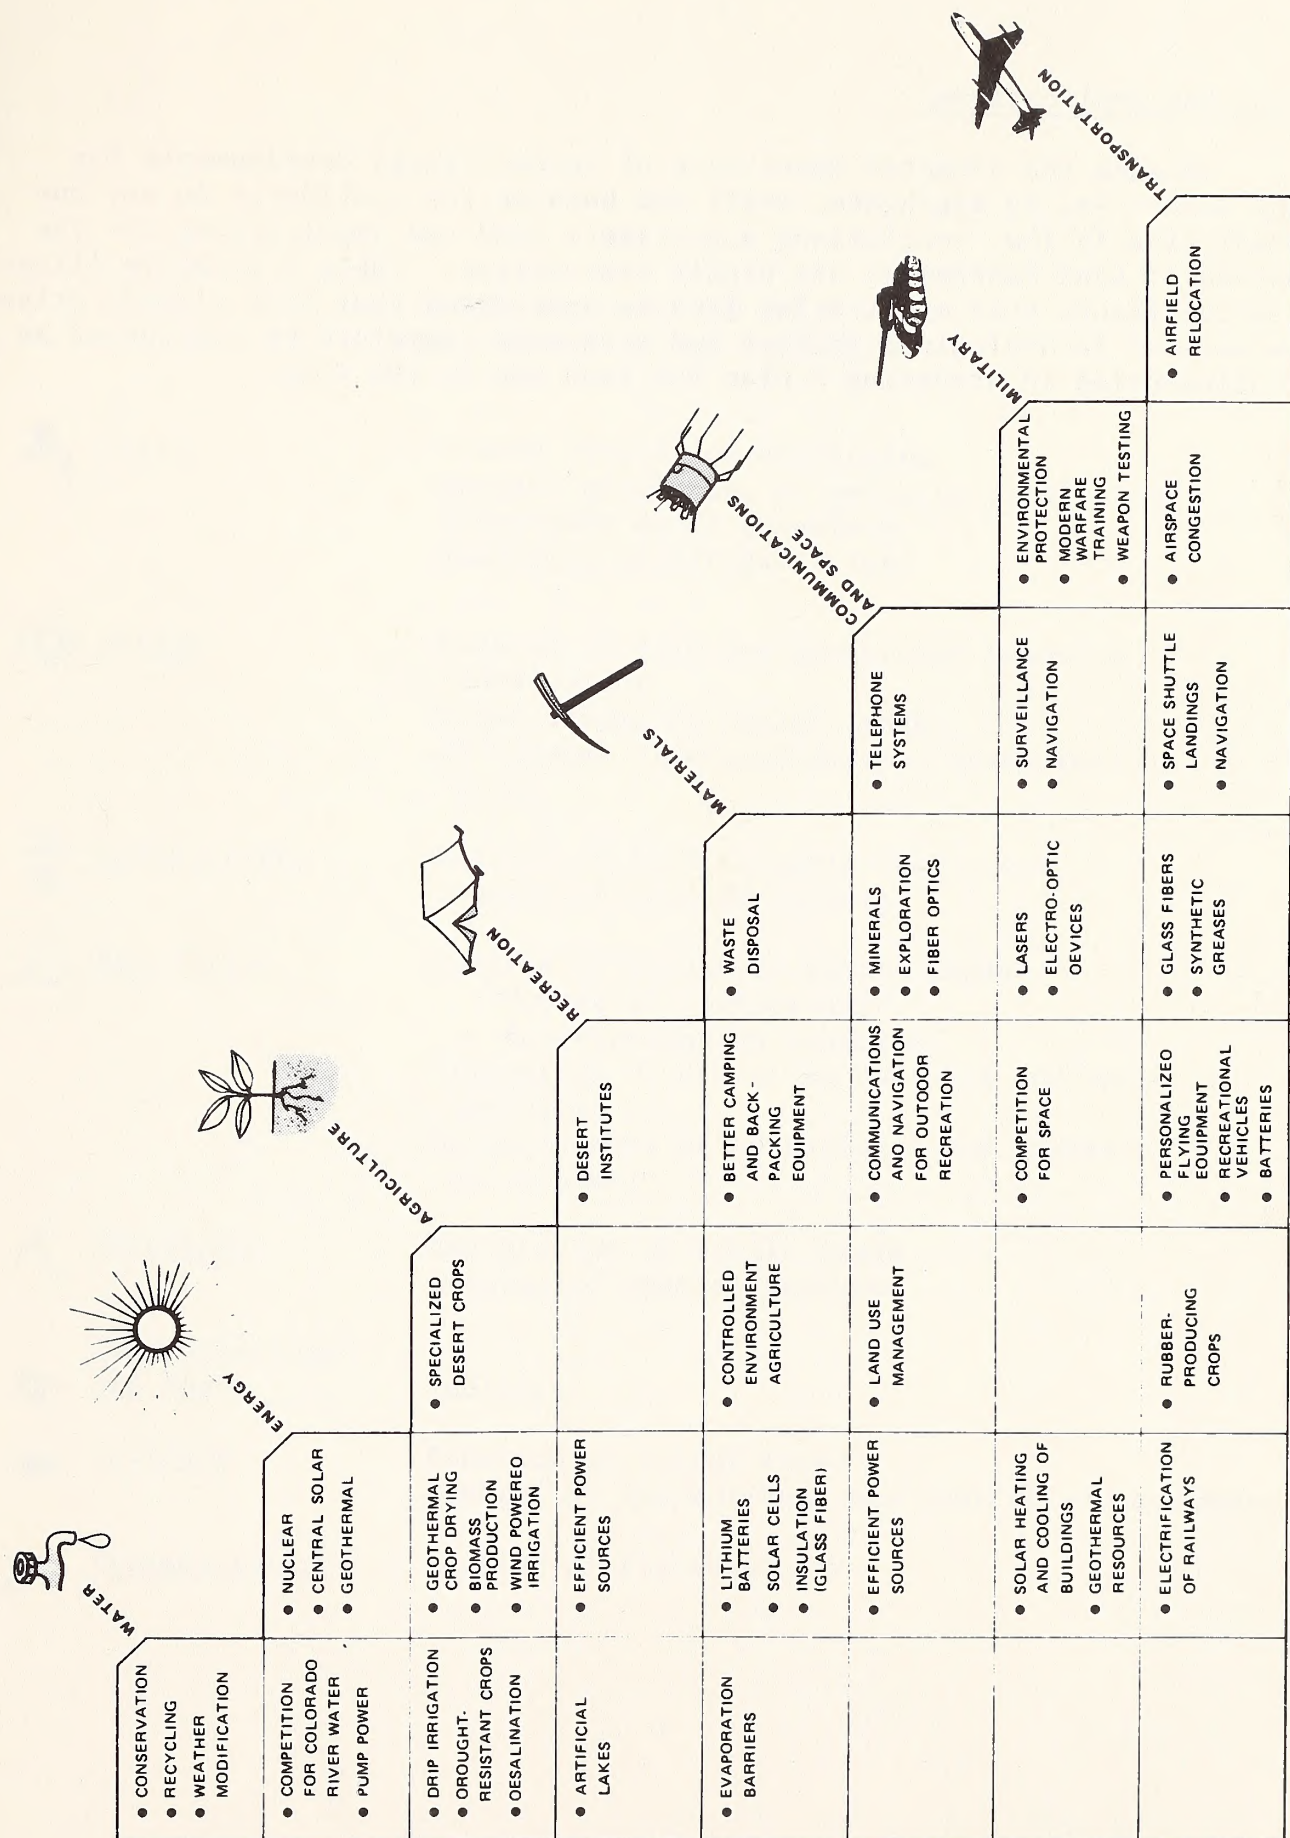 WATER
● CONSERVATION
● RECYCLING
● WEATHER
MODIFICATION
ENERGY
● COMPETITION
FOR COLORADO
RIVER WATER
● PUMP POWER
● NUCLEAR
● CENTRAL SOLAR
● GEOTHERMAL
AGRICULTURE
● DRIP IRRIGATION
● OROUGHT-
RESISTANT CROPS
● OESALINATION
● GEOTHERMAL
CROP DRYING
● BIOMASS
PRODUCTION
● WIND POWEREO
IRRIGATION
● SPECIALIZED
DESERT CROPS
RECREATION
● ARTIFICIAL
LAKES
● EFFICIENT POWER
SOURCES
● DESERT
INSTITUTES
MATERIALS
● EVAPORATION
BARRIERS
● LITHIUM
BATTERIES
● SOLAR CELLS
● INSULATION
(GLASS FIBER)
● CONTROLLED
ENVIRONMENT
AGRICULTURE
● BETTER CAMPING
AND BACK-
PACKING
EQUIPMENT
● WASTE
DISPOSAL
COMMUNICATIONS
AND SPACE
● EFFICIENT POWER
SOURCES
● LAND USE
MANAGEMENT
● COMMUNICATIONS
ANO NAVIGATION
FOR OUTOOOR
RECREATION
● MINERALS
● EXPLORATION
● FIBER OPTICS
● TELEPHONE
SYSTEMS
MILITARY
● SOLAR HEATING
AND COOLING OF
BUILDINGS
● GEOTHERMAL
RESOURCES
● COMPETITION
FOR SPACE
● LASERS
● ELECTRO-OPTIC
OEVICES
● SURVEILLANCE
● NAVIGATION
● ENVIRONMENTAL
PROTECTION
● MODERN
WARFARE
TRAINING
● WEAPON TESTING
TRANSPORTATION
● ELECTRIFICATION
OF RAILWAYS
● RUBBER-
PRODUCING
CROPS
● PERSONALIZEO
FLYING
EQUIPMENT
● RECREATIONAL
VEHICLES
● BATTERIES
● GLASS FIBERS
● SYNTHETIC
GREASES
● SPACE SHUTTLE
LANDINGS
● NAVIGATION
● AIRSPACE
CONGESTION
● AIRFIELD
RELOCATION